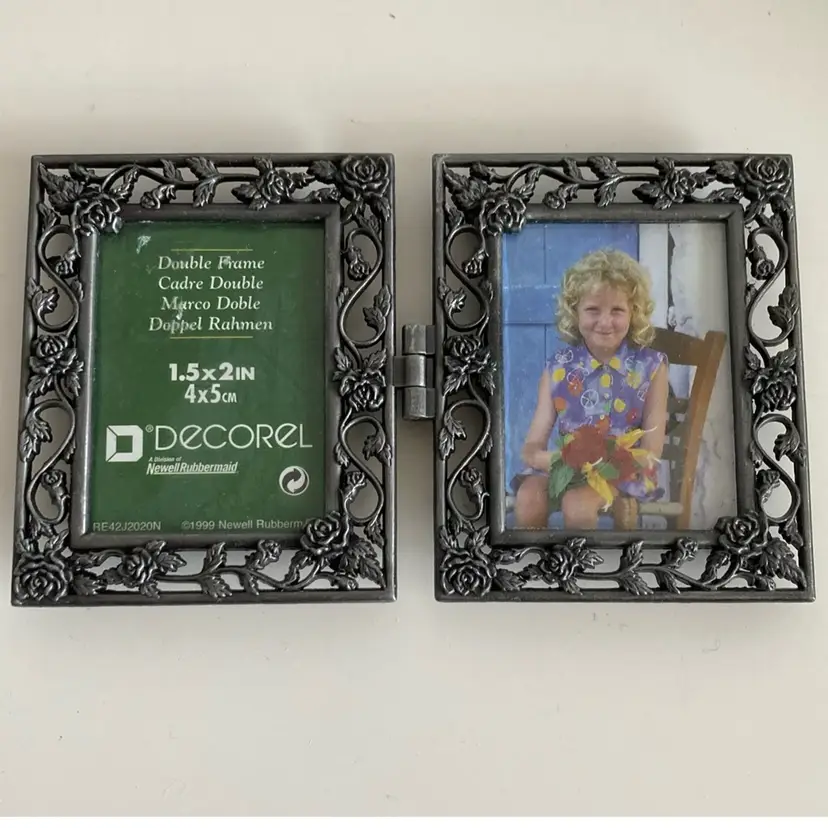 Double Frame
Cadre Double
Marco Doble
Doppel Rahmen
1.5x2IN
4x5CM
®DECOREL
A Division of
Newell Rubbermaid
RE42J2020N ©1999 Newell Rubberm